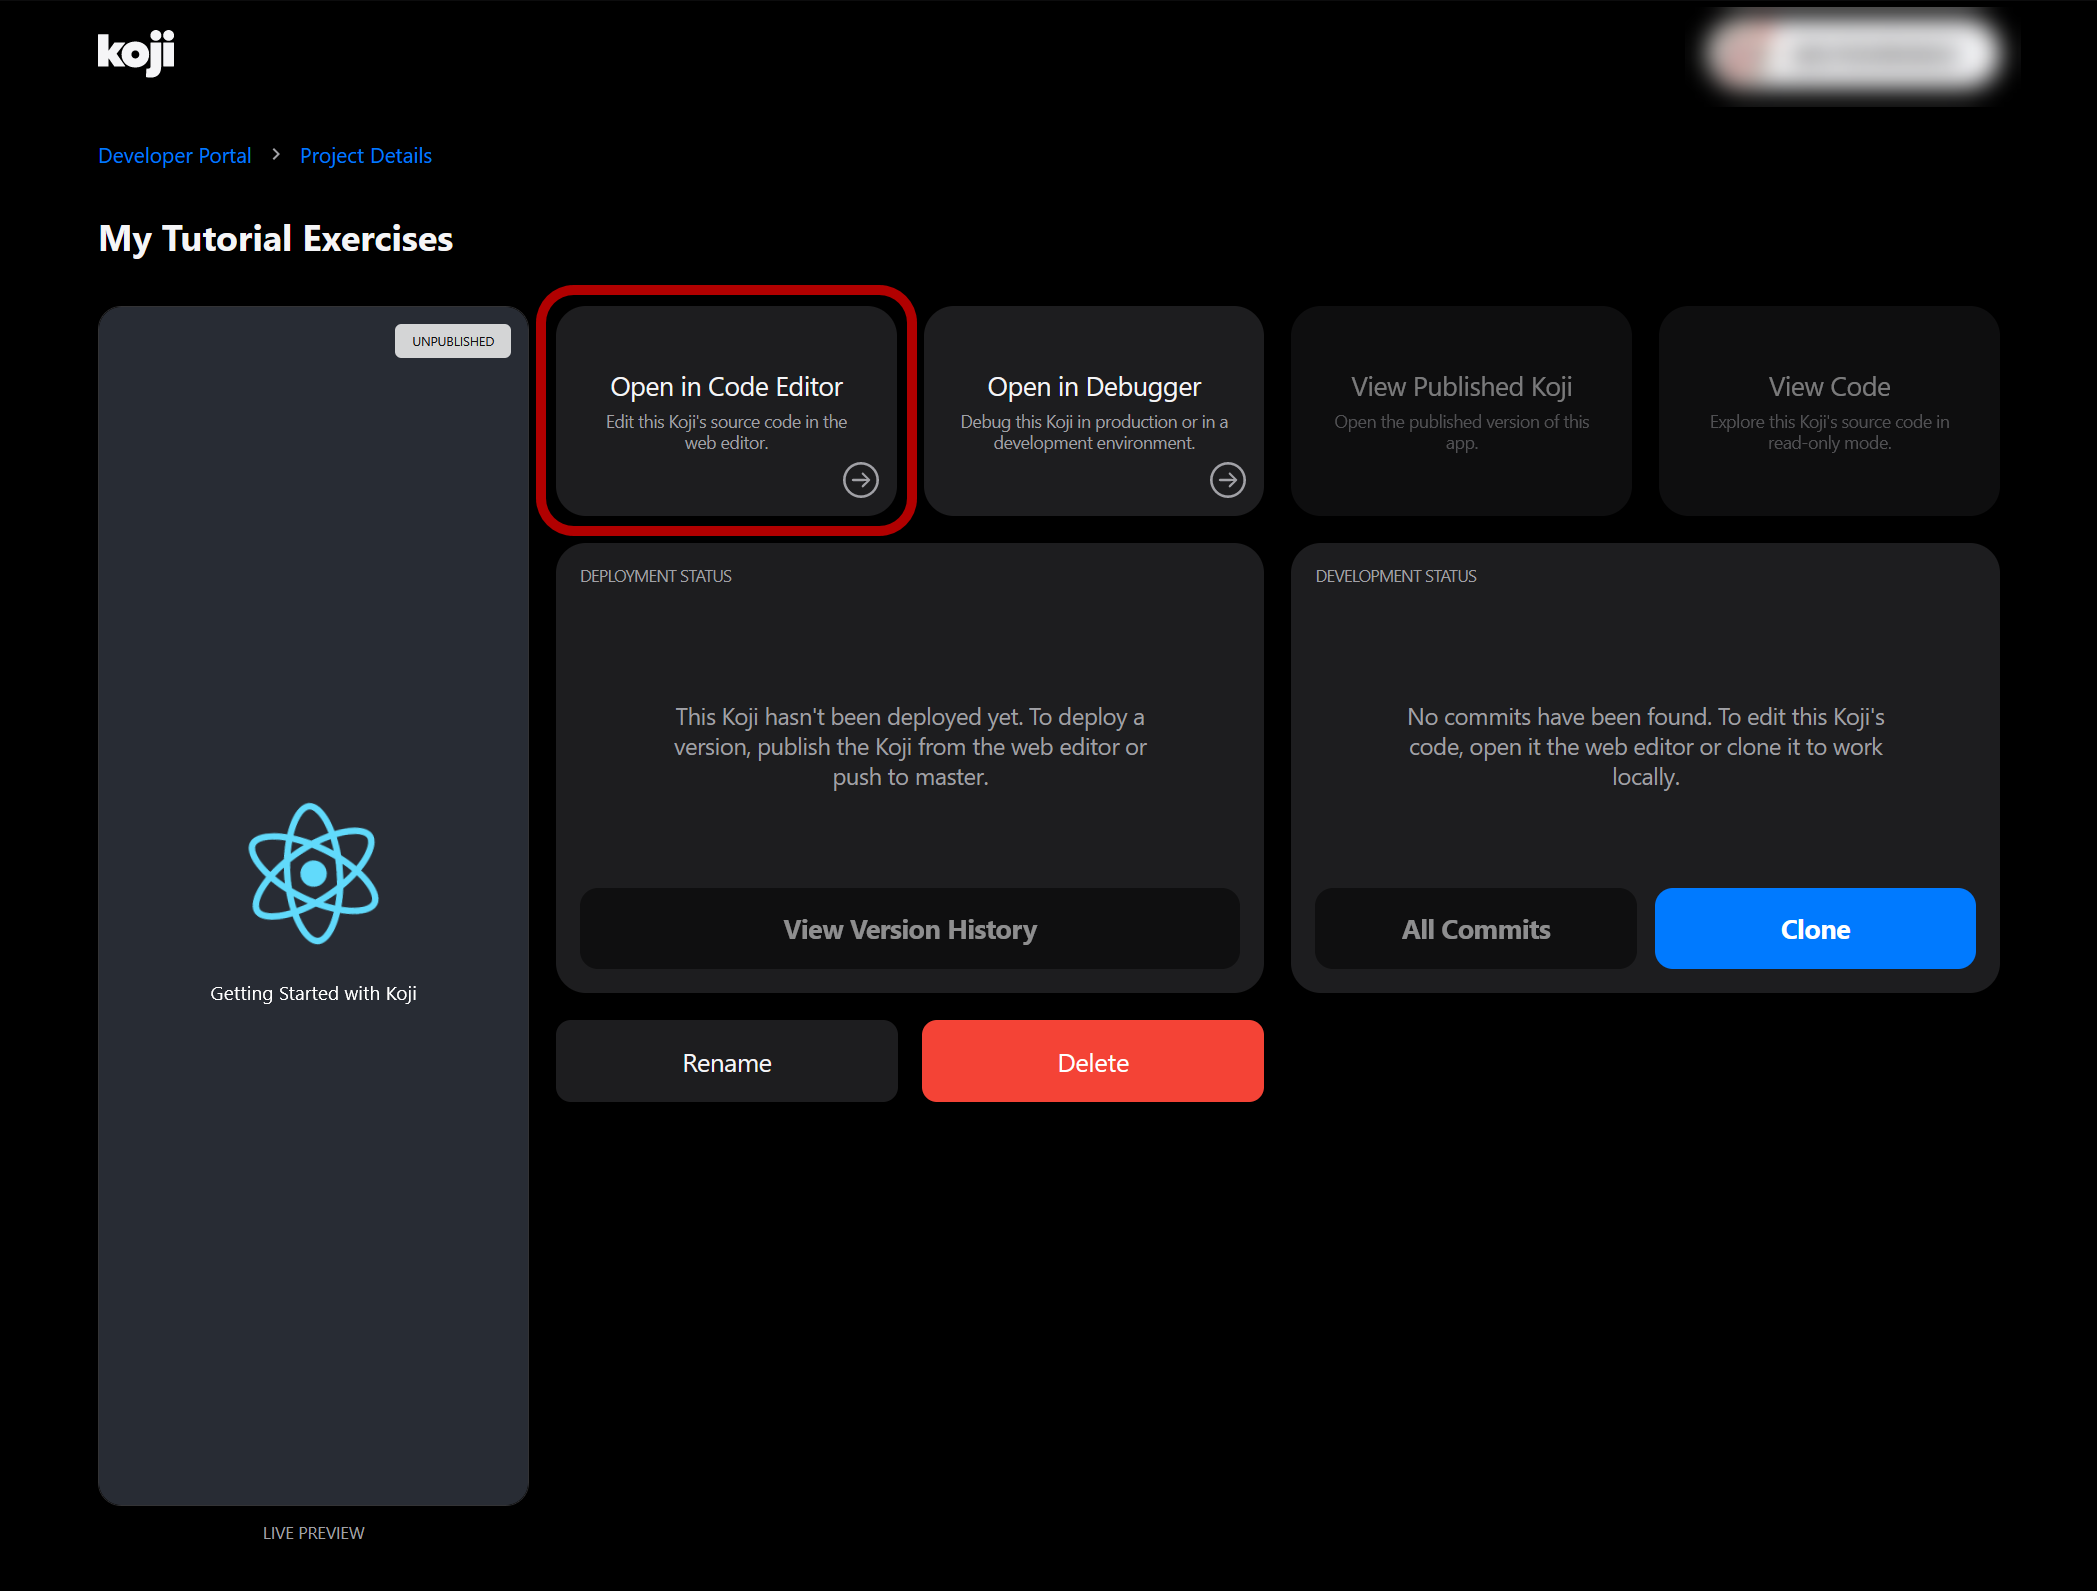 koji
Developer Portal > Project Details
My Tutorial Exercises
UNPUBLISHED
Getting Started with Koji
LIVE PREVIEW
Open in Code Editor
Edit this Koji's source code in the
web editor.
Open in Debugger
Debug this Koji in production or in a
development environment.
View Published Koji
Open the published version of this
app.
View Code
Explore this Koji's source code in
read-only mode.
DEPLOYMENT STATUS
This Koji hasn't been deployed yet. To deploy a
version, publish the Koji from the web editor or
push to master.
View Version History
DEVELOPMENT STATUS
No commits have been found. To edit this Koji's
code, open it the web editor or clone it to work
locally.
All Commits
Clone
Rename
Delete